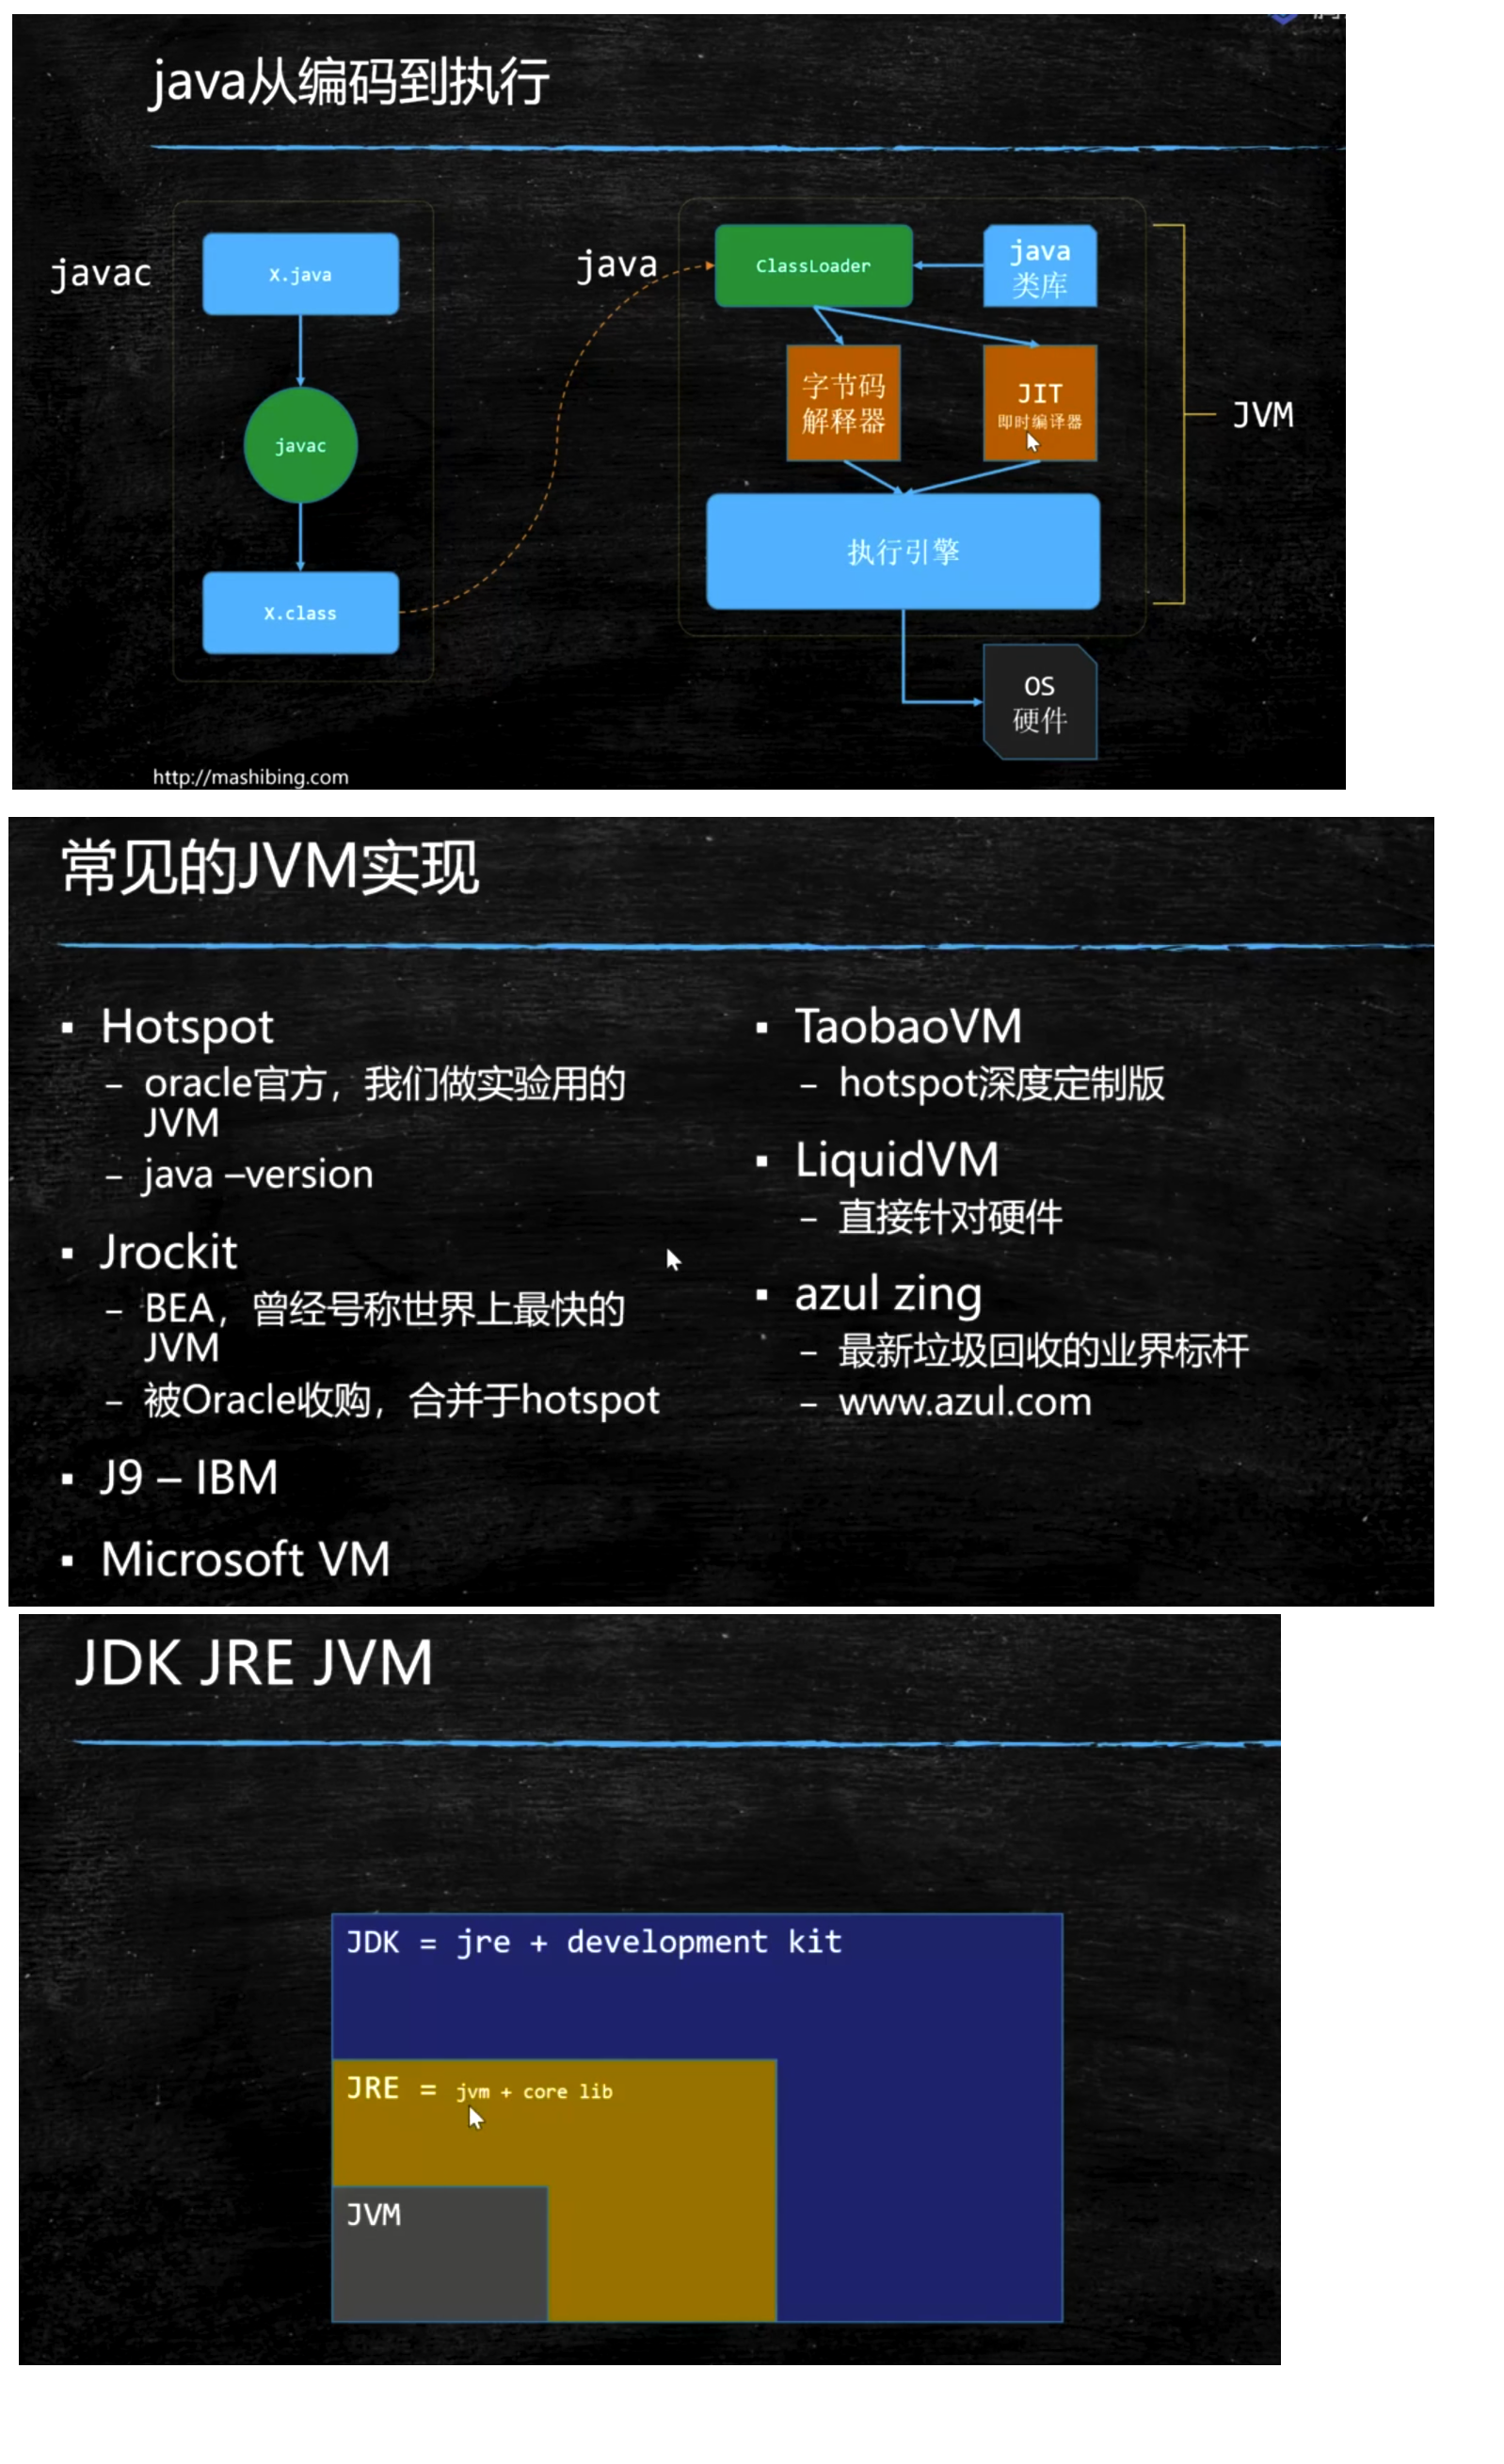 java从编码到执行
javac
X.java
javac
X.class
java
ClassLoader
java
类库
字节码
解释器
JIT
即时编译器
执行引擎
JVM
OS
硬件
http://mashibing.com
常见的JVM实现
▪ Hotspot
– oracle官方，我们做实验用的
JVM
– java –version
▪ Jrockit
– BEA，曾经号称世界上最快的
JVM
– 被Oracle收购，合并于hotspot
▪ J9 – IBM
▪ Microsoft VM
▪ TaobaoVM
– hotspot深度定制版
▪ LiquidVM
– 直接针对硬件
▪ azul zing
– 最新垃圾回收的业界标杆
– www.azul.com
JDK JRE JVM
JDK = jre + development kit
JRE = jvm + core lib
JVM